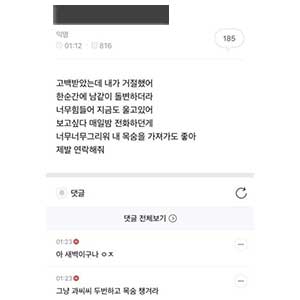 익명
01:12 816
185
고백받았는데 내가 거절했어
한순간에 남같이 돌변하더라
너무힘들어 지금도 울고있어
보고싶다 매일밤 전화하던게
너무너무그리워 내 목숨을 가져가도 좋아
제발 연락해줘
댓글
댓글 전체보기
01:23
아 새벽이구나 ㅇㅈ
01:23
그냥 과씨씨 두번하고 목숨 챙겨라